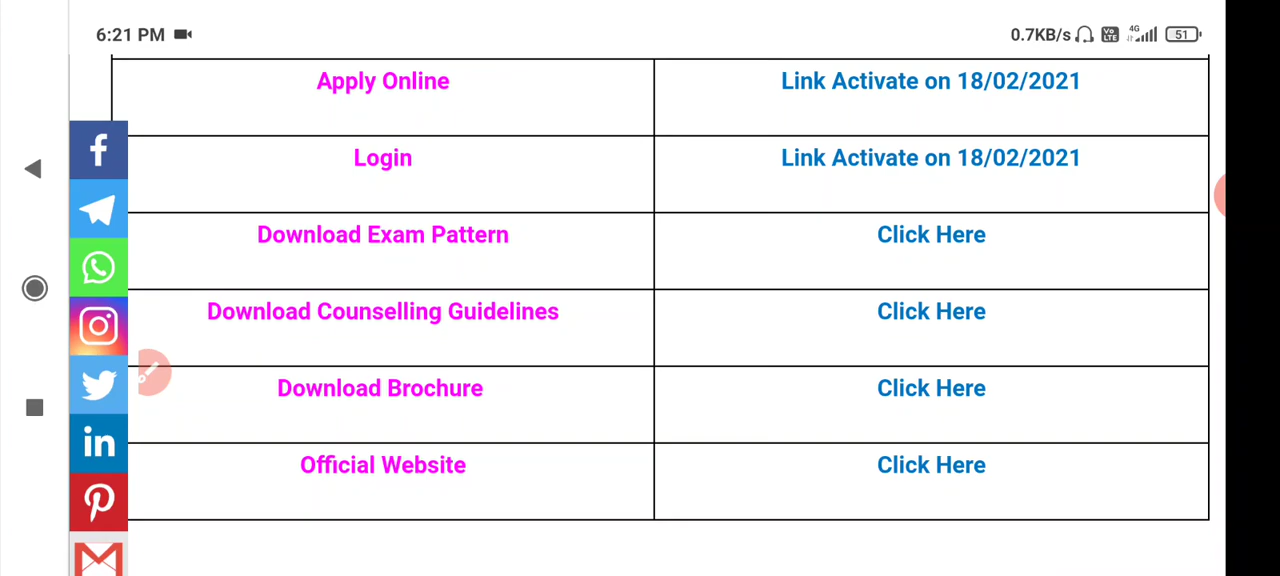 6:21 PM 0.7KB/s Vo LTE 4G 51
Apply Online Link Activate on 18/02/2021
Login Link Activate on 18/02/2021
Download Exam Pattern Click Here
Download Counselling Guidelines Click Here
Download Brochure Click Here
Official Website Click Here